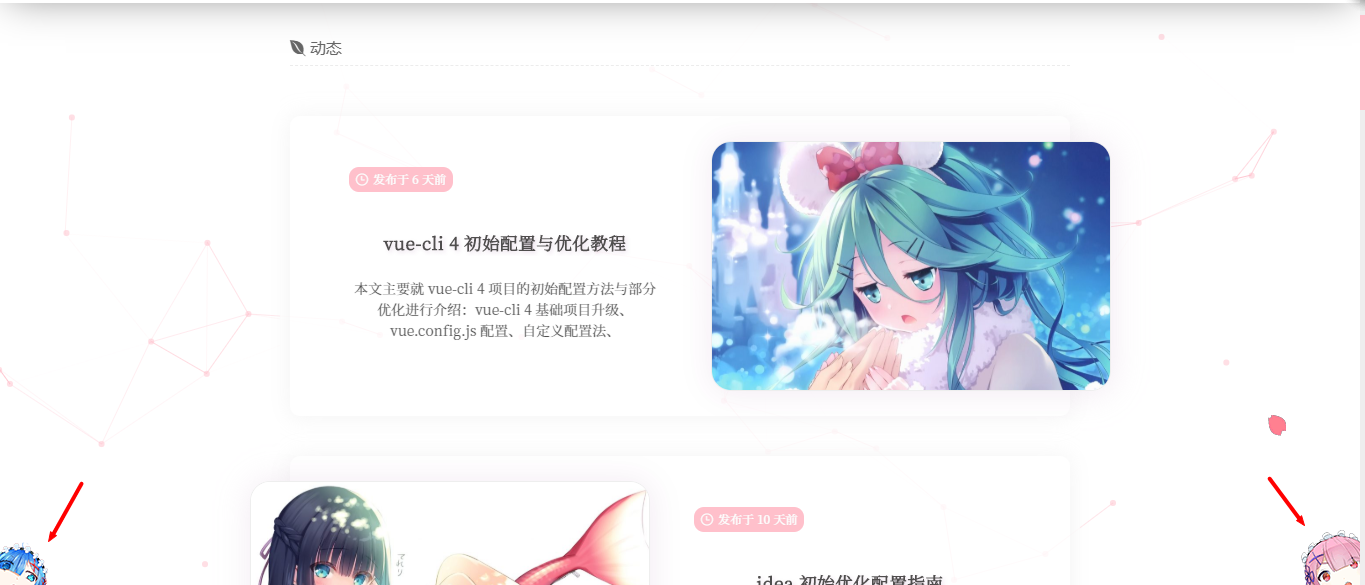 动态
发布于 6 天前
vue-cli 4 初始配置与优化教程
本文主要就 vue-cli 4 项目的初始配置方法与部分
优化进行介绍：vue-cli 4 基础项目升级、
vue.config.js 配置、自定义配置法、
发布于 10 天前
idea 初始优化配置指南